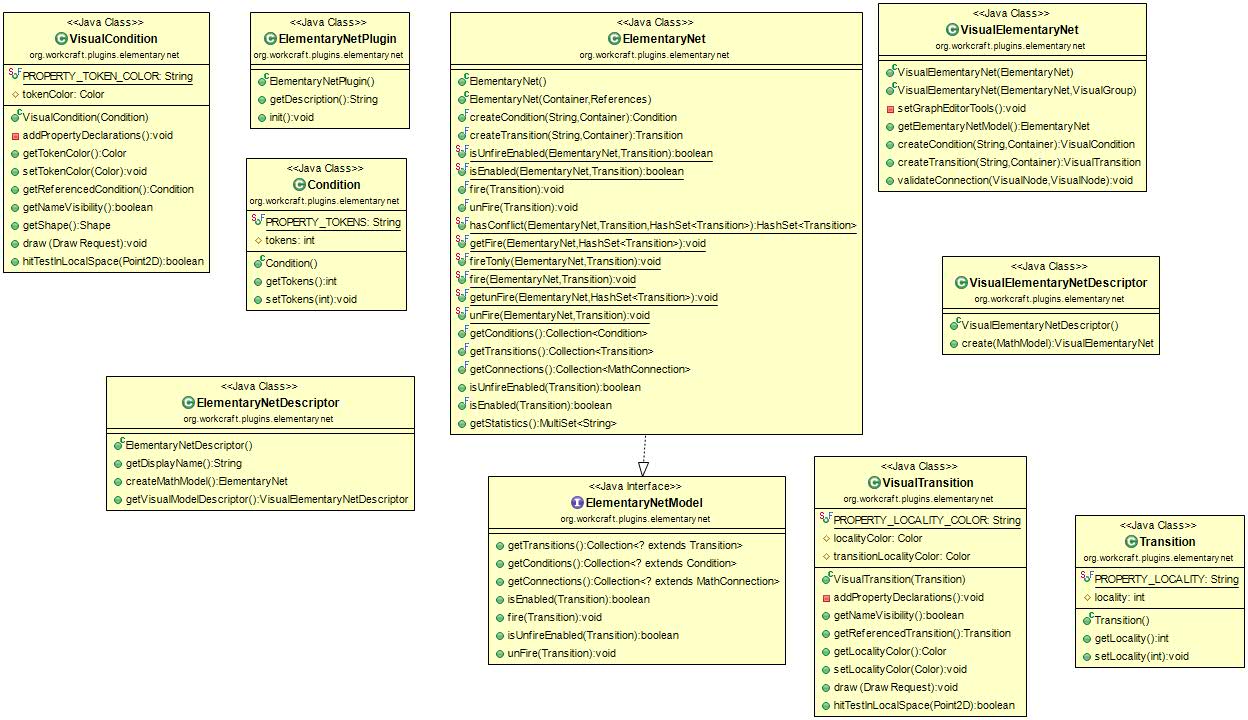 <<Java Class>>
VisualCondition
org.workcraft.plugins.elementarynet
PROPERTY_TOKEN_COLOR: String
tokenColor: Color
VisualCondition(Condition)
addPropertyDeclarations():void
getTokenColor():Color
setTokenColor(Color):void
getReferencedCondition():Condition
getNameVisibility():boolean
getShape():Shape
draw(DrawRequest):void
hitTestInLocalSpace(Point2D):boolean
<<Java Class>>
ElementaryNetPlugin
org.workcraft.plugins.elementarynet
ElementaryNetPlugin()
getDescription():String
init():void
<<Java Class>>
Condition
org.workcraft.plugins.elementarynet
PROPERTY_TOKENS: String
tokens: int
Condition()
getTokens():int
setTokens(int):void
<<Java Class>>
ElementaryNet
org.workcraft.plugins.elementarynet
ElementaryNet()
ElementaryNet(Container,References)
createCondition(String,Container):Condition
createTransition(String,Container):Transition
isUnfireEnabled(ElementaryNet,Transition):boolean
isEnabled(ElementaryNet,Transition):boolean
fire(Transition):void
unFire(Transition):void
hasConflict(ElementaryNet,Transition,HashSet<Transition>):HashSet<Transition>
getFire(ElementaryNet,HashSet<Transition>):void
fireTonly(ElementaryNet,Transition):void
fire(ElementaryNet,Transition):void
getunFire(ElementaryNet,HashSet<Transition>):void
unFire(ElementaryNet,Transition):void
getConditions():Collection<Condition>
getTransitions():Collection<Transition>
getConnections():Collection<MathConnection>
isUnfireEnabled(Transition):boolean
isEnabled(Transition):boolean
getStatistics():MultiSet<String>
<<Java Class>>
VisualElementaryNet
org.workcraft.plugins.elementarynet
VisualElementaryNet(ElementaryNet)
VisualElementaryNet(ElementaryNet,VisualGroup)
setGraphEditorTools():void
getElementaryNetModel():ElementaryNet
createCondition(String,Container):VisualCondition
createTransition(String,Container):VisualTransition
validateConnection(VisualNode,VisualNode):void
<<Java Class>>
VisualElementaryNetDescriptor
org.workcraft.plugins.elementarynet
VisualElementaryNetDescriptor()
create(MathModel):VisualElementaryNet
<<Java Class>>
ElementaryNetDescriptor
org.workcraft.plugins.elementarynet
ElementaryNetDescriptor()
getDisplayName():String
createMathModel():ElementaryNet
getVisualModelDescriptor():VisualElementaryNetDescriptor
<<Java Interface>>
ElementaryNetModel
org.workcraft.plugins.elementarynet
getTransitions():Collection<? extends Transition>
getConditions():Collection<? extends Condition>
getConnections():Collection<? extends MathConnection>
isEnabled(Transition):boolean
fire(Transition):void
isUnfireEnabled(Transition):boolean
unFire(Transition):void
<<Java Class>>
VisualTransition
org.workcraft.plugins.elementarynet
PROPERTY_LOCALITY_COLOR: String
localityColor: Color
transitionLocalityColor: Color
VisualTransition(Transition)
addPropertyDeclarations():void
getNameVisibility():boolean
getReferencedTransition():Transition
getLocalityColor():Color
setLocalityColor(Color):void
draw(DrawRequest):void
hitTestInLocalSpace(Point2D):boolean
<<Java Class>>
Transition
org.workcraft.plugins.elementarynet
PROPERTY_LOCALITY: String
locality: int
Transition()
getLocality():int
setLocality(int):void